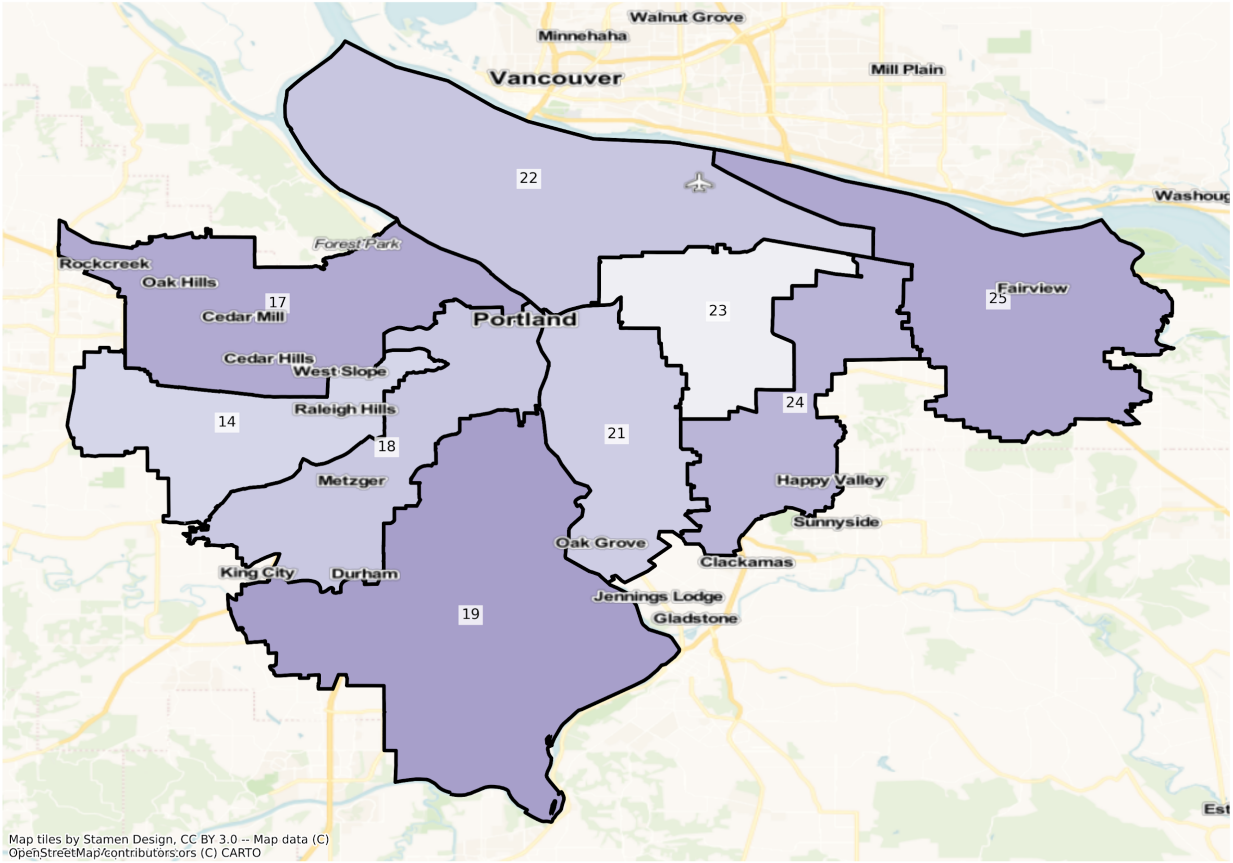 Walnut Grove
Minnehaha
Vancouver
Mill Plain
22
Washoug
Forest Park
Rockcreek
Oak Hills
17
Cedar Mill
25
Fairview
23
Portland
Cedar Hills
West Slope
24
Raleigh Hills
14
21
18
Metzger
Happy Valley
Sunnyside
Oak Grove
Clackamas
King City
Durham
Jennings Lodge
19
Gladstone
Est
Map tiles by Stamen Design, CC BY 3.0 -- Map data (C)
OpenStreetMap contributors
ors (C) CARTO